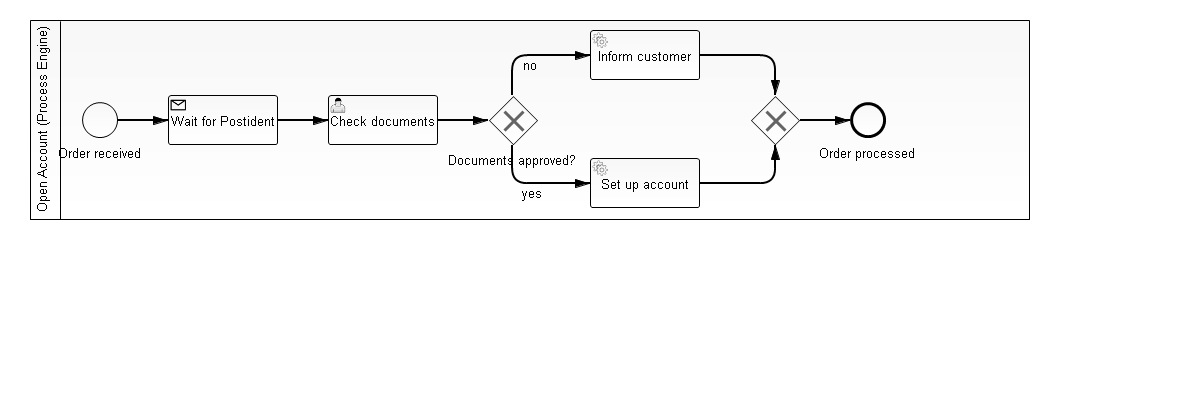 Open Account (Process Engine)
Order received
Wait for Postident
Check documents
Documents approved?
no
Inform customer
yes
Set up account
Order processed